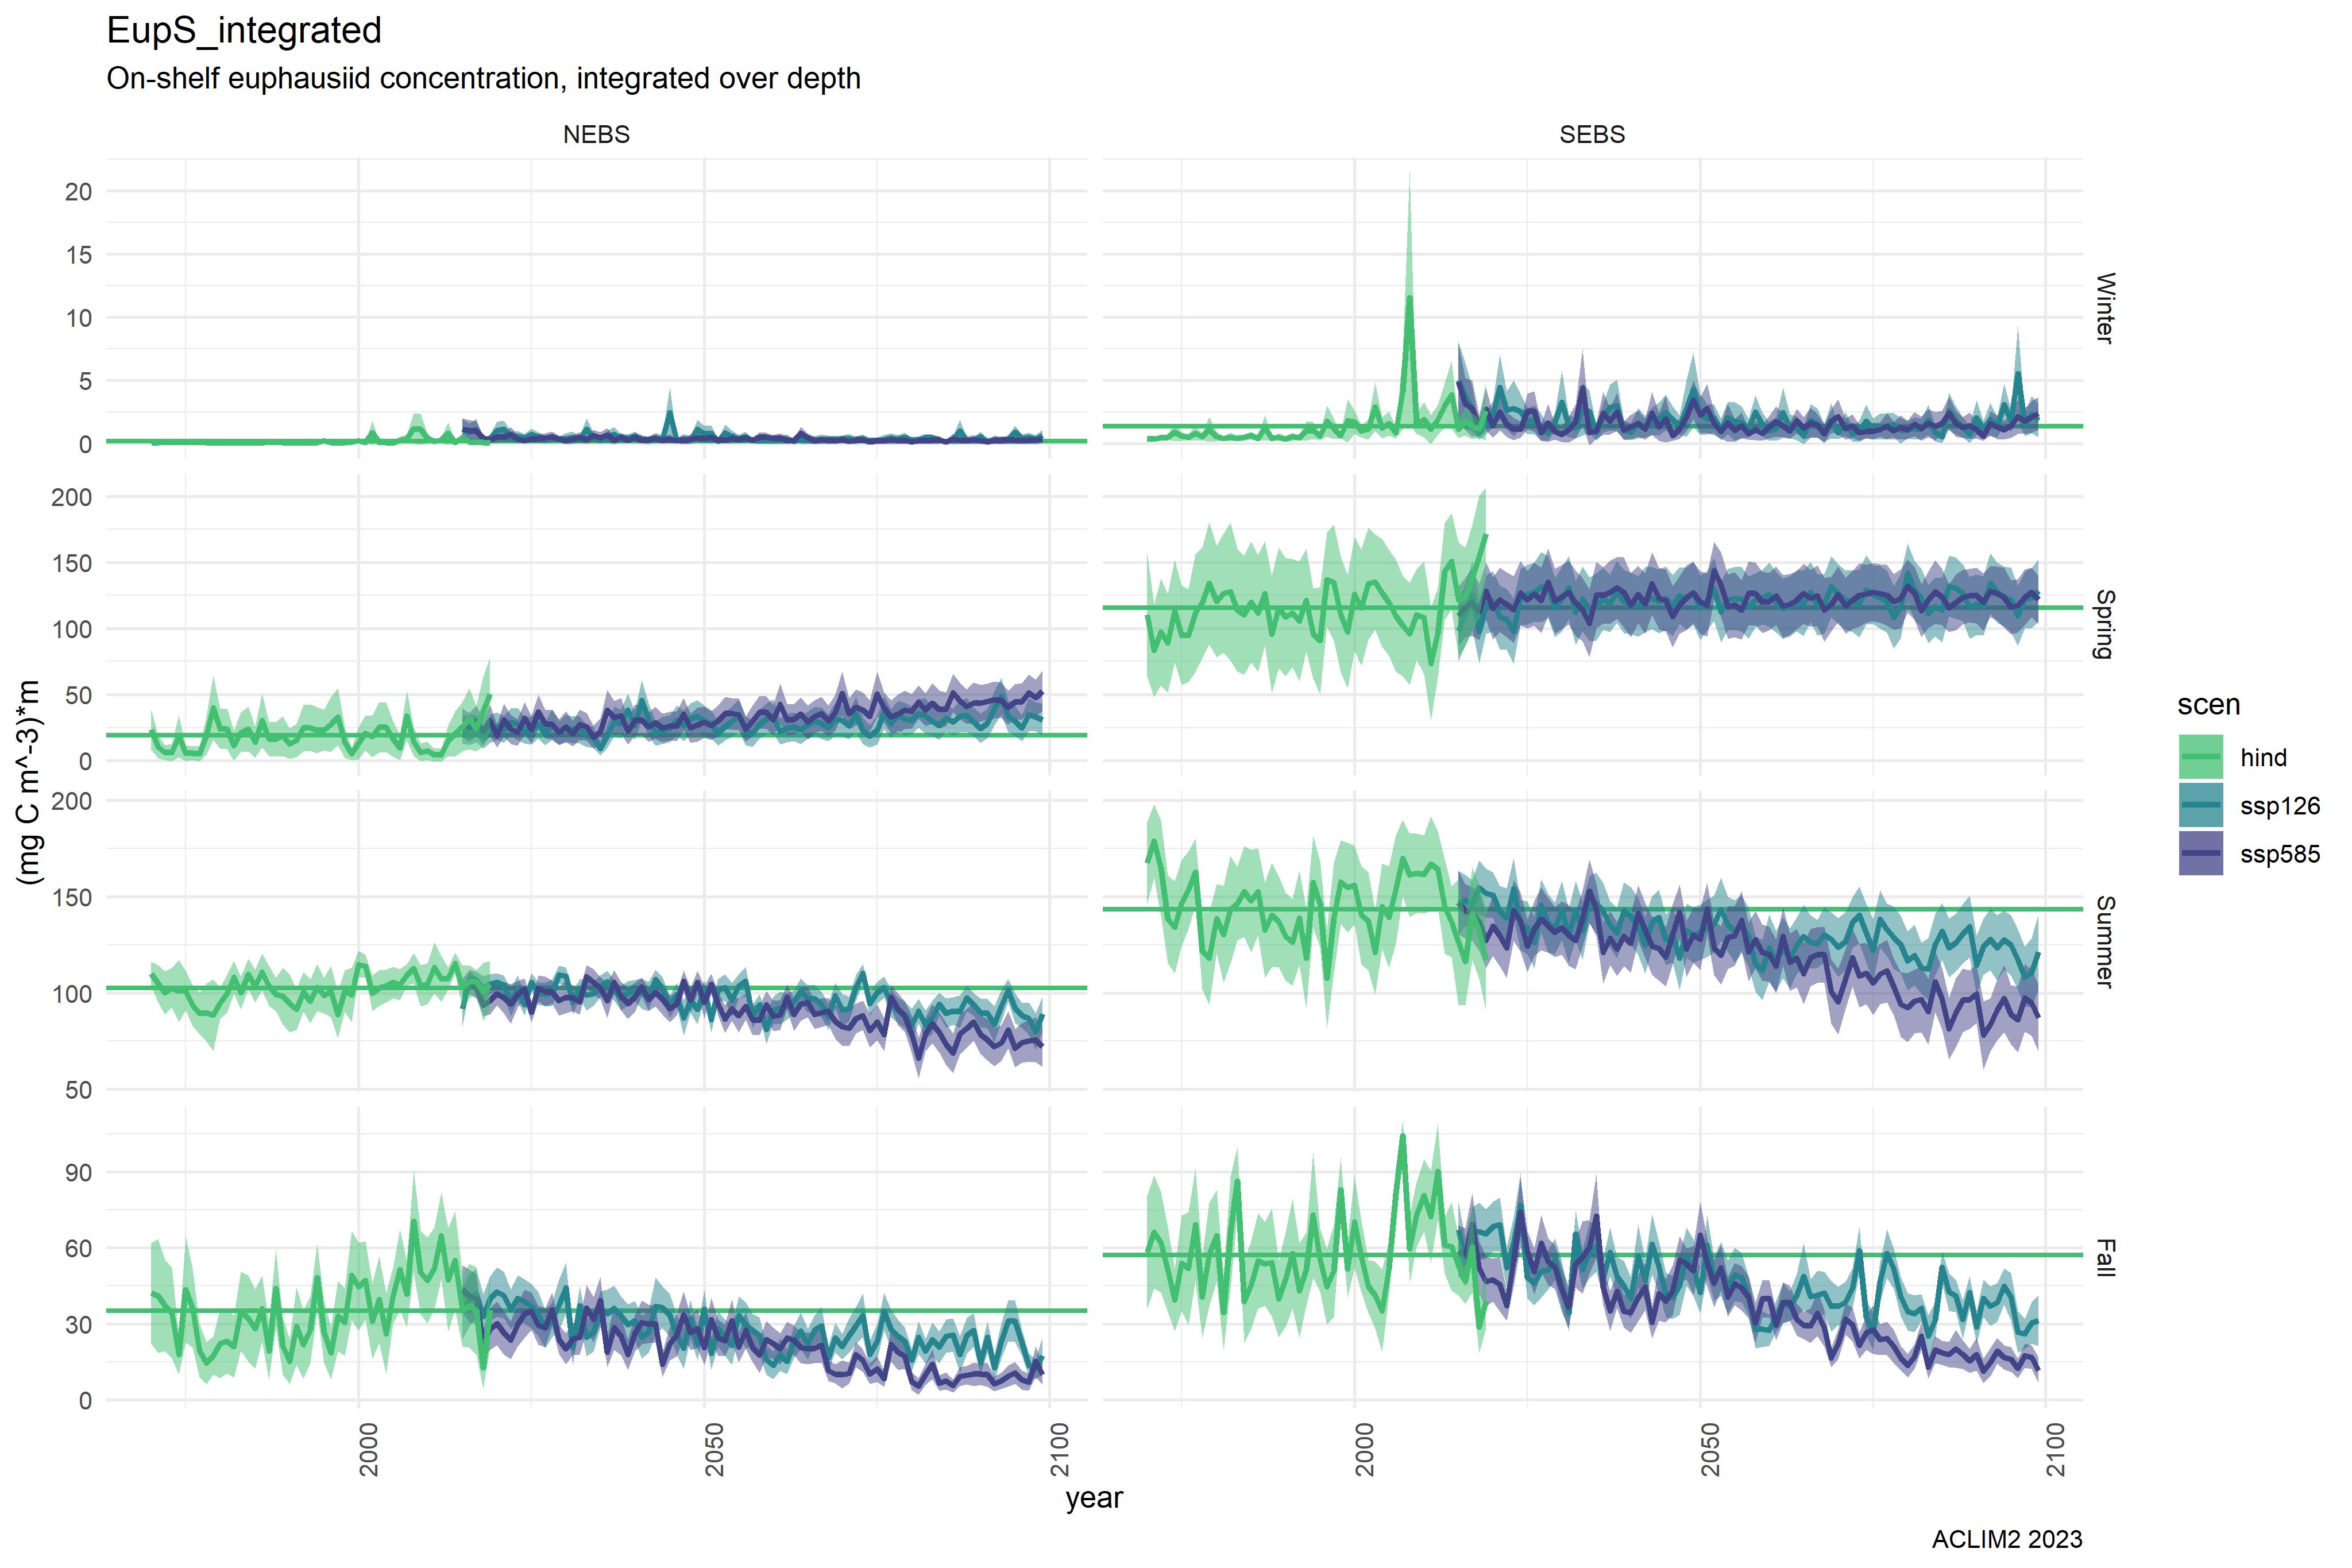 EupS_integrated
On-shelf euphausiid concentration, integrated over depth
NEBS
SEBS
20
15
10
5
0
Winter
200
150
100
50
0
Spring
(mg C m^-3)*m
200
150
100
50
Summer
90
60
30
0
Fall
2000
2050
2100
2000
2050
2100
year
scen
hind
ssp126
ssp585
ACLIM2 2023